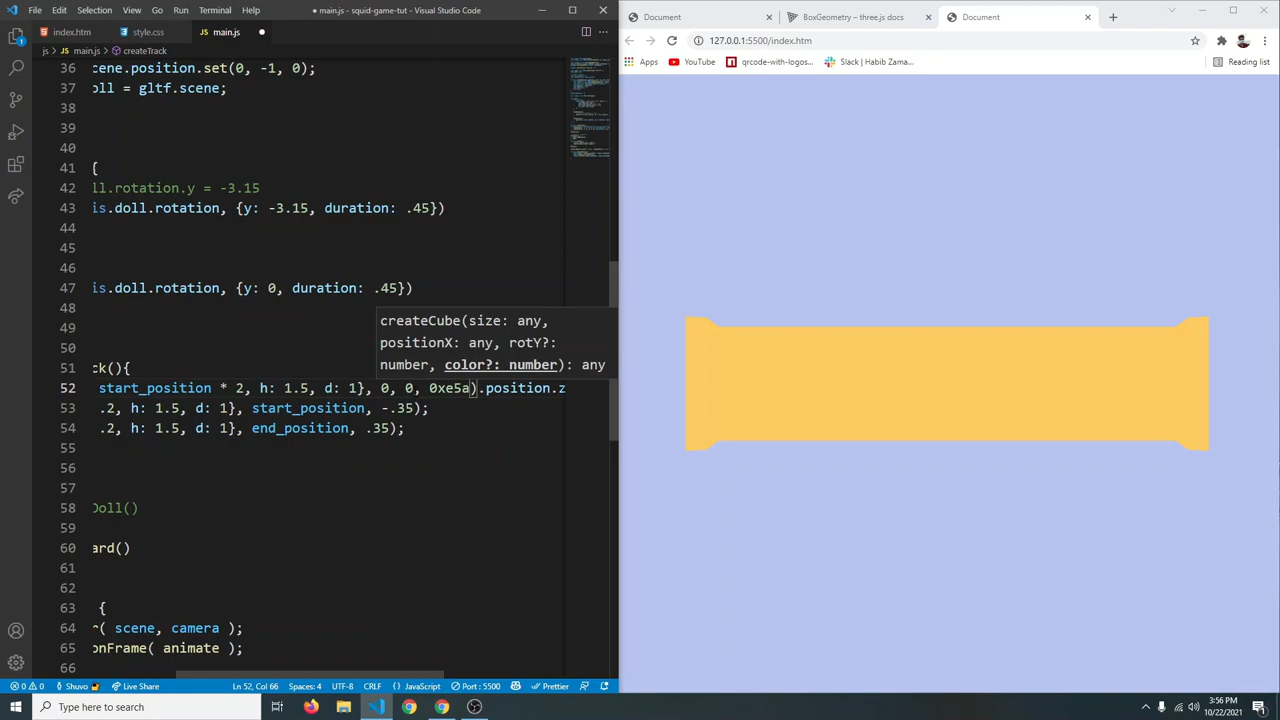 File Edit Selection View Go Run Terminal Help
● main.js - squid-game-tut - Visual Studio Code
index.htm
style.css
main.js
js > main.js > createTrack
36 cene.position.set(0, -1, 0)
37 oll = gltf.scene;
38
39
40
41 {
42 ll.rotation.y = -3.15
43 is.doll.rotation, {y: -3.15, duration: .45})
44
45
46
47 is.doll.rotation, {y: 0, duration: .45})
48
49
50
51 ck(){
52 start_position * 2, h: 1.5, d: 1}, 0, 0, 0xe5a).position.z
53 .2, h: 1.5, d: 1}, start_position, -.35);
54 .2, h: 1.5, d: 1}, end_position, .35);
55
56
57
58 Doll()
59
60 ard()
61
62
63 {
64 r( scene, camera );
65 onFrame( animate );
66
createCube(size: any,
positionX: any, rotY?:
number, color?: number): any
0 0
Shuvo
Live Share
Ln 52, Col 66
Spaces: 4
UTF-8
CRLF
{} JavaScript
Port : 5500
Prettier
Document
BoxGeometry – three.js docs
Document
127.0.0.1:5500/index.htm
Apps
YouTube
qrcode-with-logos...
Slack | Habib Zama...
Reading list
Type here to search
3:56 PM
10/22/2021
1